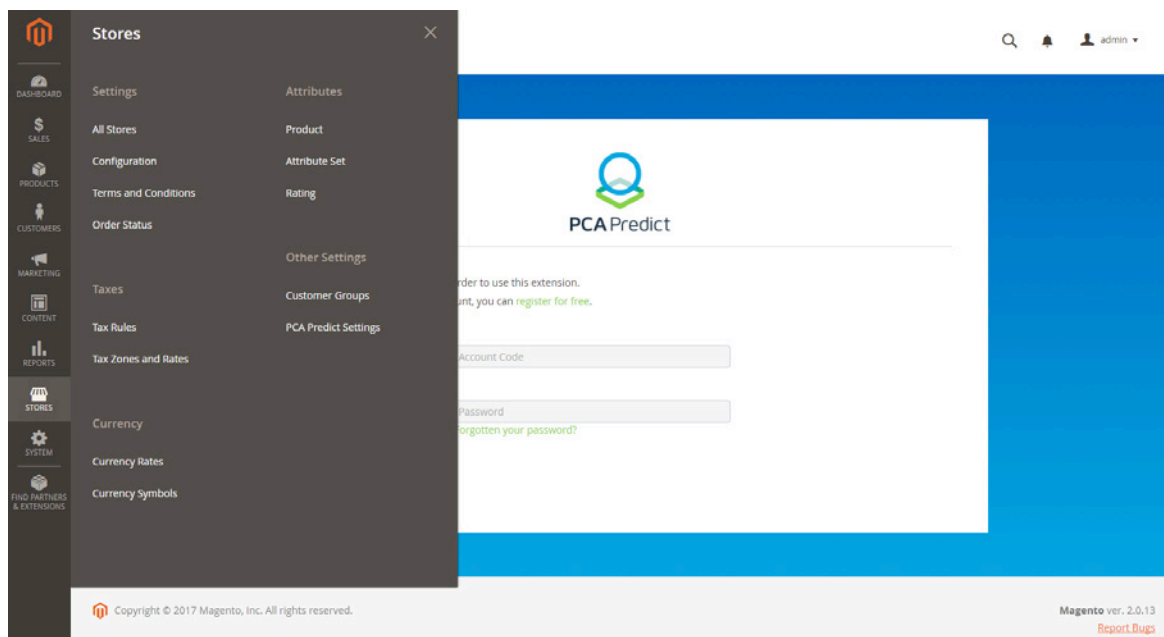 Stores
admin
DASHBOARD
SALES
PRODUCTS
CUSTOMERS
MARKETING
CONTENT
REPORTS
STORES
SYSTEM
FIND PARTNERS
& EXTENSIONS
Settings
All Stores
Configuration
Terms and Conditions
Order Status
Taxes
Tax Rules
Tax Zones and Rates
Currency
Currency Rates
Currency Symbols
Attributes
Product
Attribute Set
Rating
Other Settings
Customer Groups
PCA Predict Settings
PCA Predict
to use this extension.
you can register for free.
Account Code
Password
Forgotten your password?
Copyright © 2017 Magento, Inc. All rights reserved.
Magento ver. 2.0.13
Report Bugs